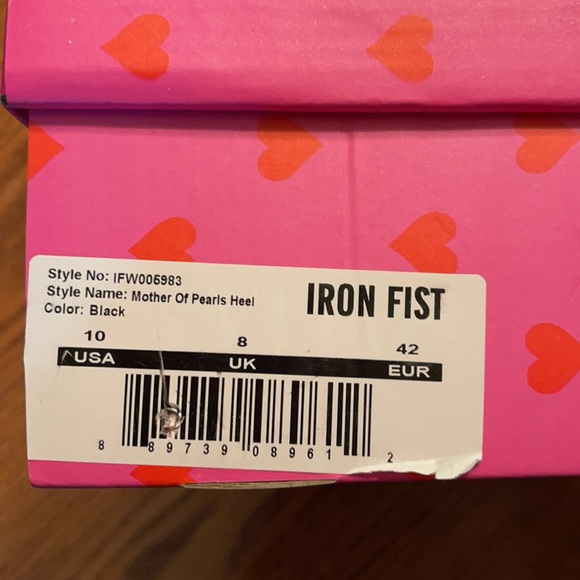 Style No: IFW005983
Style Name: Mother Of Pearls Heel
Color: Black
IRON FIST
10 8 42
USA UK EUR
8 89739 08961 2